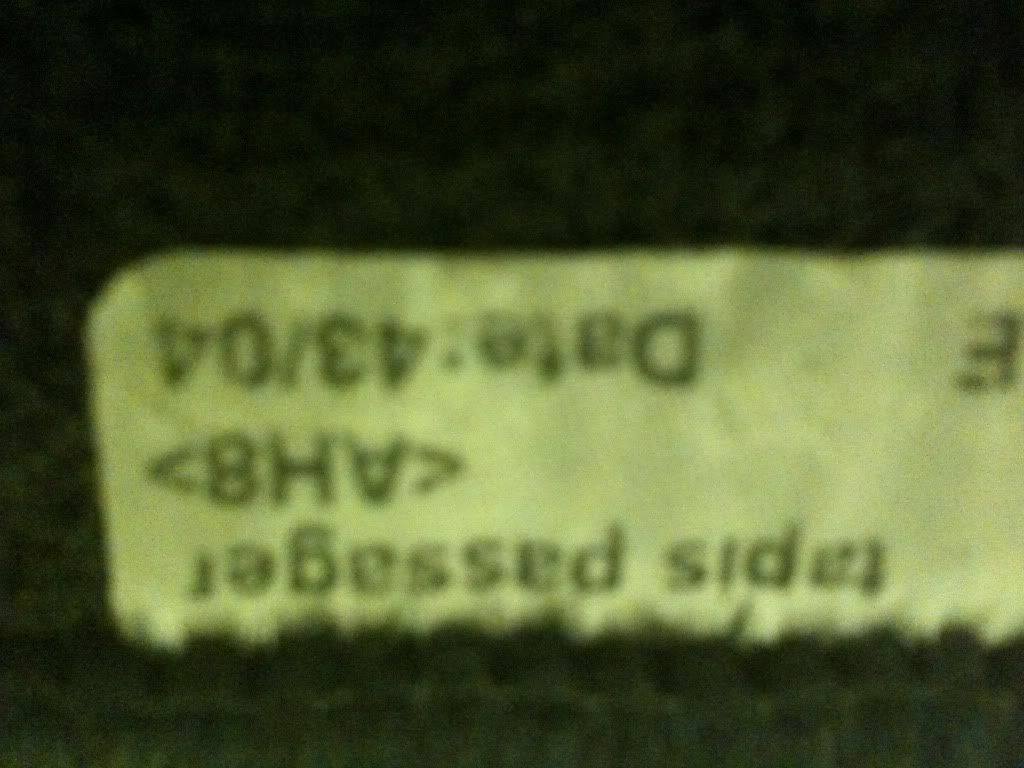 tapis passager
<AH8>
Date:43/04